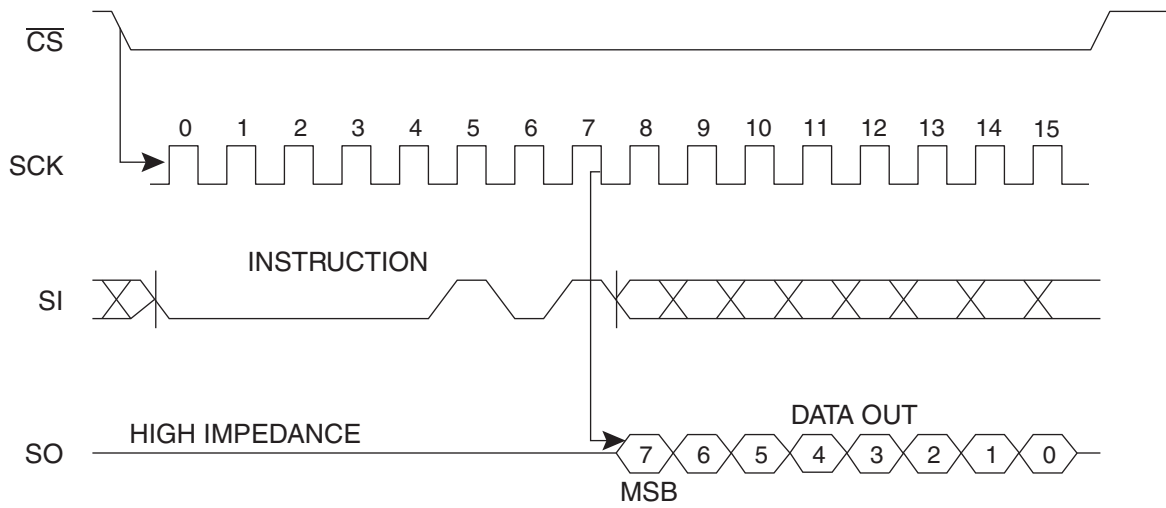 C̅S̅
0 1 2 3 4 5 6 7 8 9 10 11 12 13 14 15
SCK
INSTRUCTION
SI
DATA OUT
HIGH IMPEDANCE
SO
7 6 5 4 3 2 1 0
MSB